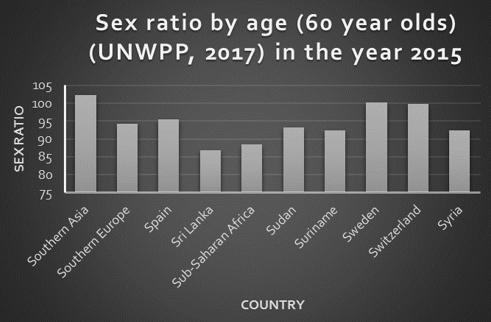 Sex ratio by age (60 year olds)
(UNWPP, 2017) in the year 2015
SEX RATIO
105
100
95
90
85
80
75
Southern Asia
Southern Europe
Spain
Sri Lanka
Sub-Saharan Africa
Sudan
Suriname
Sweden
Switzerland
Syria
COUNTRY